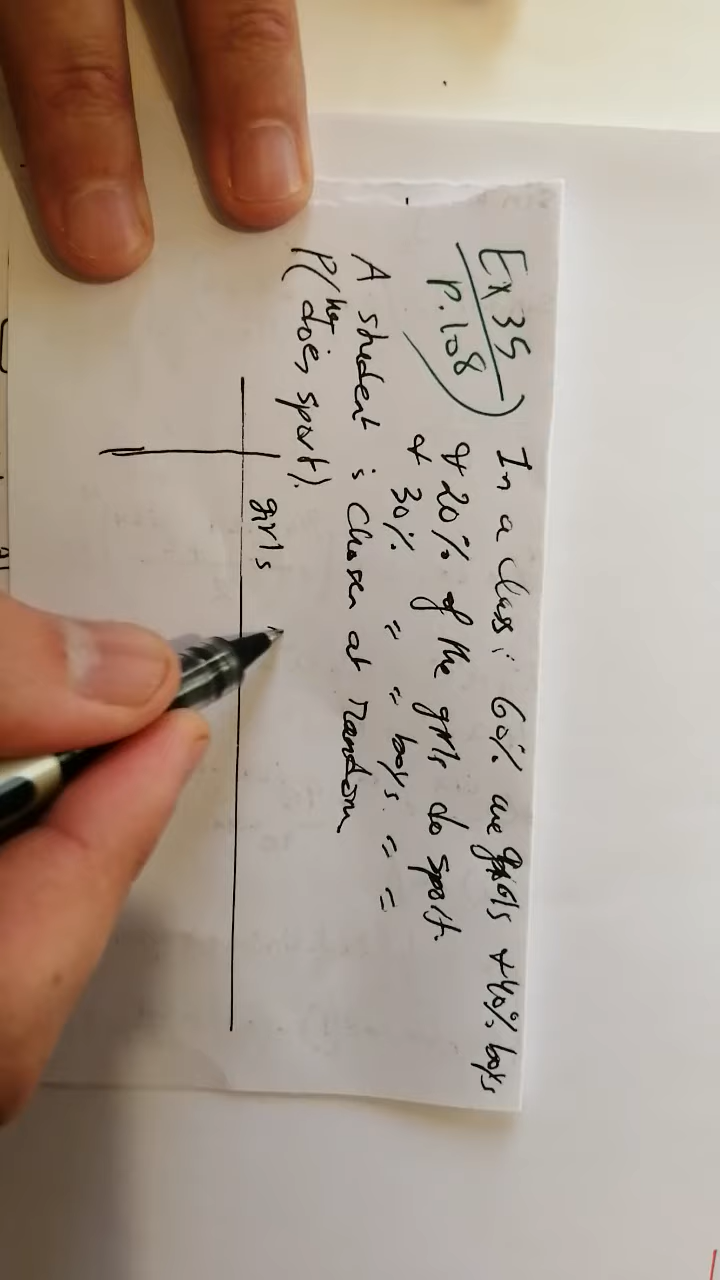 Ex 35
P.108) In a class: 60% are girls + 40% boys
+ 20% of the girls do sport.
+ 30% " " boys " "
A student is chosen at random
P(he does sport).
girls